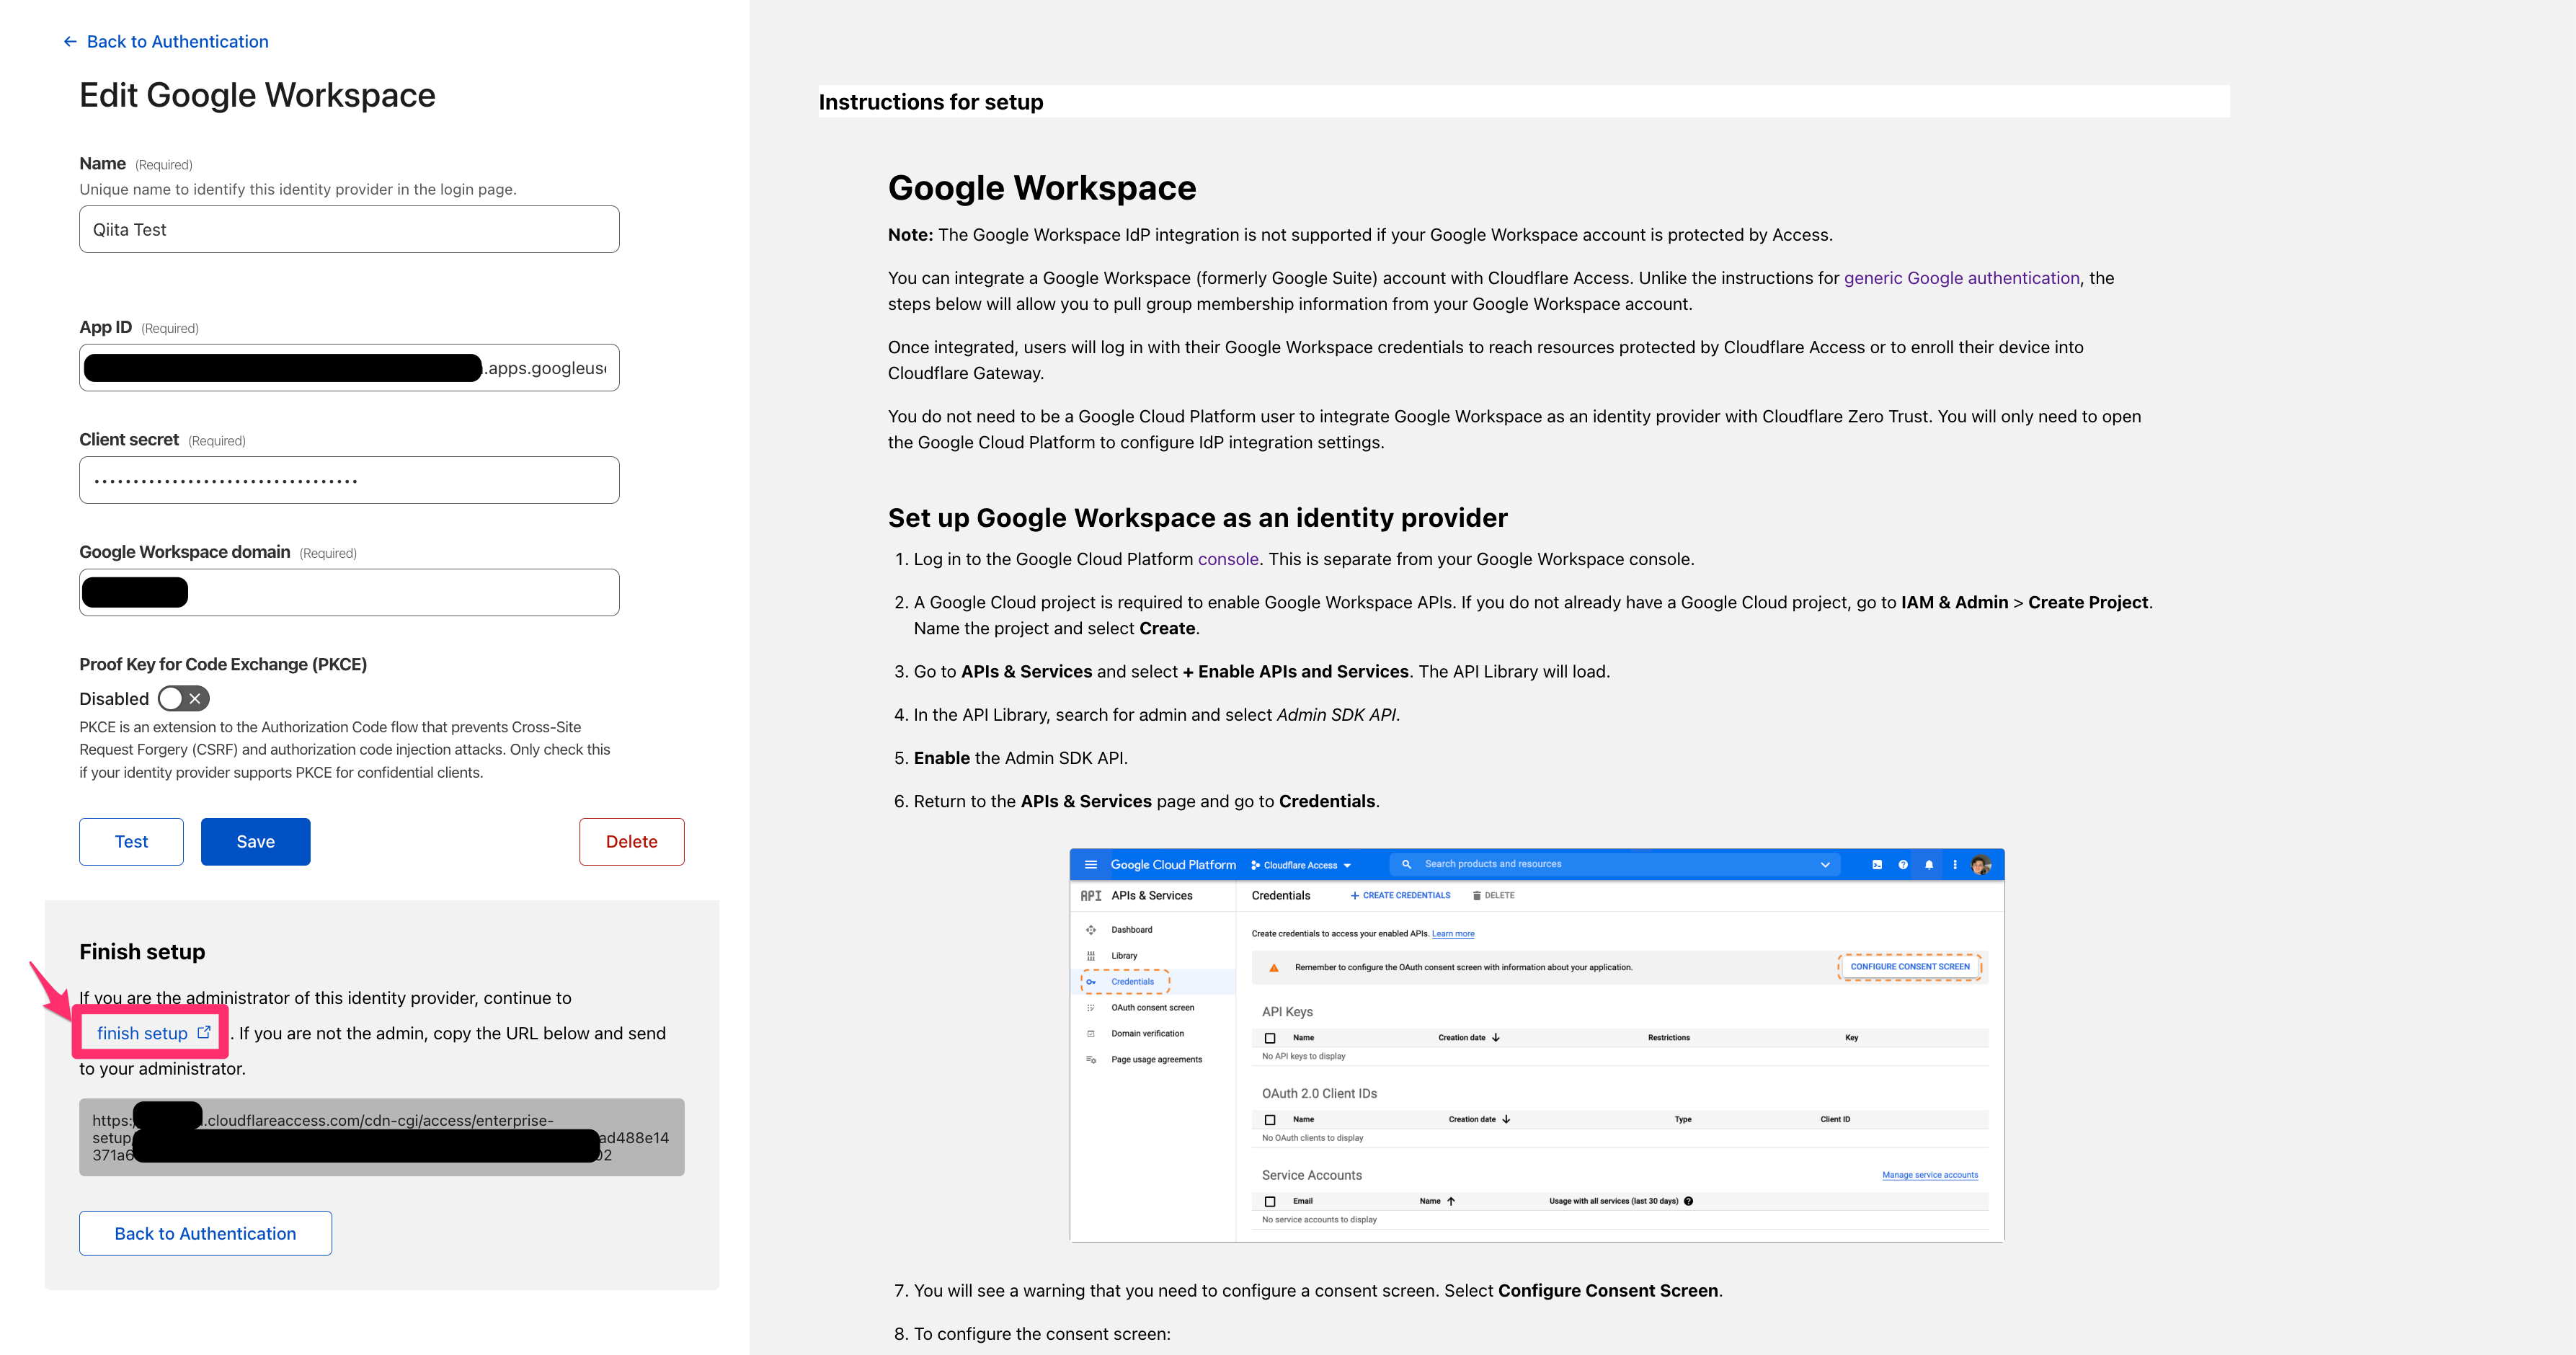 ← Back to Authentication
Edit Google Workspace
Name (Required)
Unique name to identify this identity provider in the login page.
Qiita Test
App ID (Required)
.apps.googleus
Client secret (Required)
••••••••••••••••••••••••••••••••••
Google Workspace domain (Required)
Proof Key for Code Exchange (PKCE)
Disabled
PKCE is an extension to the Authorization Code flow that prevents Cross-Site
Request Forgery (CSRF) and authorization code injection attacks. Only check this
if your identity provider supports PKCE for confidential clients.
Test Save Delete
Finish setup
If you are the administrator of this identity provider, continue to
finish setup . If you are not the admin, copy the URL below and send
to your administrator.
https: .cloudflareaccess.com/cdn-cgi/access/enterprise-
setup ad488e14
371a6 02
Back to Authentication
Instructions for setup
Google Workspace
Note: The Google Workspace IdP integration is not supported if your Google Workspace account is protected by Access.
You can integrate a Google Workspace (formerly Google Suite) account with Cloudflare Access. Unlike the instructions for generic Google authentication, the
steps below will allow you to pull group membership information from your Google Workspace account.
Once integrated, users will log in with their Google Workspace credentials to reach resources protected by Cloudflare Access or to enroll their device into
Cloudflare Gateway.
You do not need to be a Google Cloud Platform user to integrate Google Workspace as an identity provider with Cloudflare Zero Trust. You will only need to open
the Google Cloud Platform to configure IdP integration settings.
Set up Google Workspace as an identity provider
1. Log in to the Google Cloud Platform console. This is separate from your Google Workspace console.
2. A Google Cloud project is required to enable Google Workspace APIs. If you do not already have a Google Cloud project, go to IAM & Admin > Create Project.
Name the project and select Create.
3. Go to APIs & Services and select + Enable APIs and Services. The API Library will load.
4. In the API Library, search for admin and select Admin SDK API.
5. Enable the Admin SDK API.
6. Return to the APIs & Services page and go to Credentials.
Google Cloud Platform Cloudflare Access Search products and resources
API APIs & Services Credentials + CREATE CREDENTIALS DELETE
Dashboard
Library
Credentials
OAuth consent screen
Domain verification
Page usage agreements
Create credentials to access your enabled APIs. Learn more
Remember to configure the OAuth consent screen with information about your application. CONFIGURE CONSENT SCREEN
API Keys
Name Creation date ↓ Restrictions Key
No API keys to display
OAuth 2.0 Client IDs
Name Creation date ↓ Type Client ID
No OAuth clients to display
Service Accounts Manage service accounts
Email Name ↑ Usage with all services (last 30 days)
No service accounts to display
7. You will see a warning that you need to configure a consent screen. Select Configure Consent Screen.
8. To configure the consent screen: